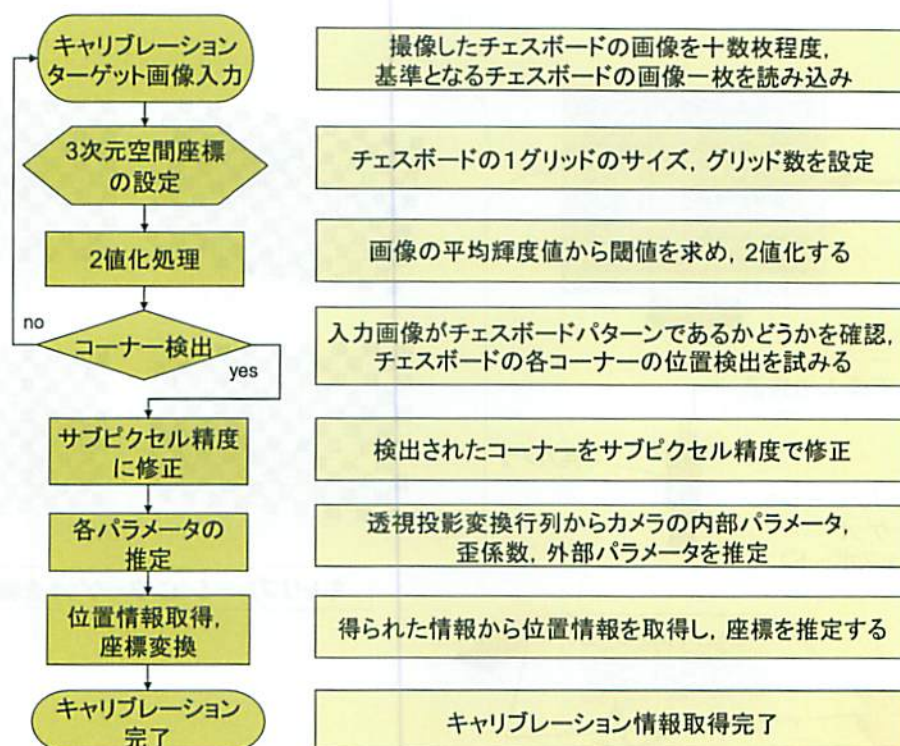 キャリブレーション
ターゲット画像入力
撮像したチェスボードの画像を十数枚程度,
基準となるチェスボードの画像一枚を読み込み
3次元空間座標
の設定
チェスボードの1グリッドのサイズ, グリッド数を設定
2値化処理
画像の平均輝度値から閾値を求め, 2値化する
no
コーナー検出
yes
入力画像がチェスボードパターンであるかどうかを確認,
チェスボードの各コーナーの位置検出を試みる
サブピクセル精度
に修正
検出されたコーナーをサブピクセル精度で修正
各パラメータの
推定
透視投影変換行列からカメラの内部パラメータ,
歪係数, 外部パラメータを推定
位置情報取得,
座標変換
得られた情報から位置情報を取得し, 座標を推定する
キャリブレーション
完了
キャリブレーション情報取得完了